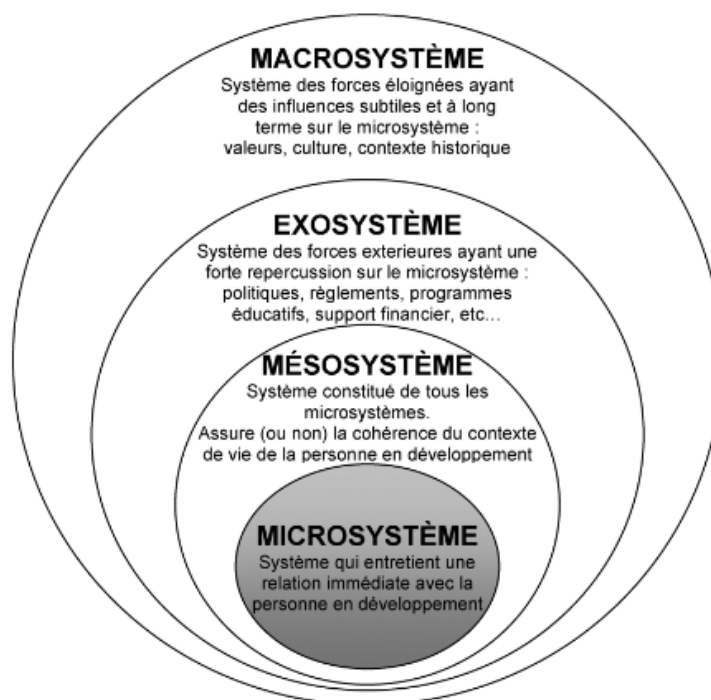 MACROSYSTÈME
Système des forces éloignées ayant
des influences subtiles et à long
terme sur le microsystème :
valeurs, culture, contexte historique
EXOSYSTÈME
Système des forces exterieures ayant une
forte repercussion sur le microsystème :
politiques, règlements, programmes
éducatifs, support financier, etc…
MÉSOSYSTÈME
Système constitué de tous les
microsystèmes.
Assure (ou non) la cohérence du contexte
de vie de la personne en développement
MICROSYSTÈME
Système qui entretient une
relation immédiate avec la
personne en développement